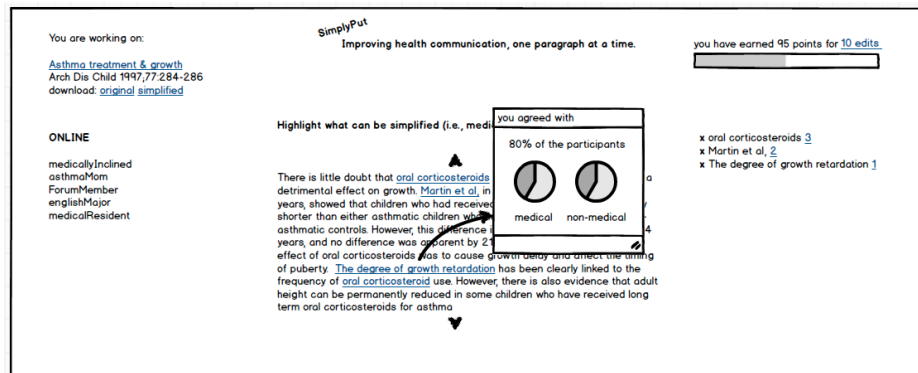 SimplyPut
Improving health communication, one paragraph at a time.
You are working on:
Asthma treatment & growth
Arch Dis Child 1997;77:284-286
download: original simplified
you have earned 95 points for 10 edits
ONLINE
medicallyInclined
asthmaMom
ForumMember
englishMajor
medicalResident
Highlight what can be simplified (i.e., medi
There is little doubt that oral corticosteroids a
detrimental effect on growth. Martin et al, in
years, showed that children who had received
shorter than either asthmatic children
asthmatic controls. However, this difference 4
years, and no difference was apparent by 21
effect of oral corticosteroids was to cause growth delay and affect the timing
of puberty. The degree of growth retardation has been clearly linked to the
frequency of oral corticosteroid use. However, there is also evidence that adult
height can be permanently reduced in some children who have received long
term oral corticosteroids for asthma
you agreed with
80% of the participants
medical non-medical
x oral corticosteroids 3
x Martin et al, 2
x The degree of growth retardation 1